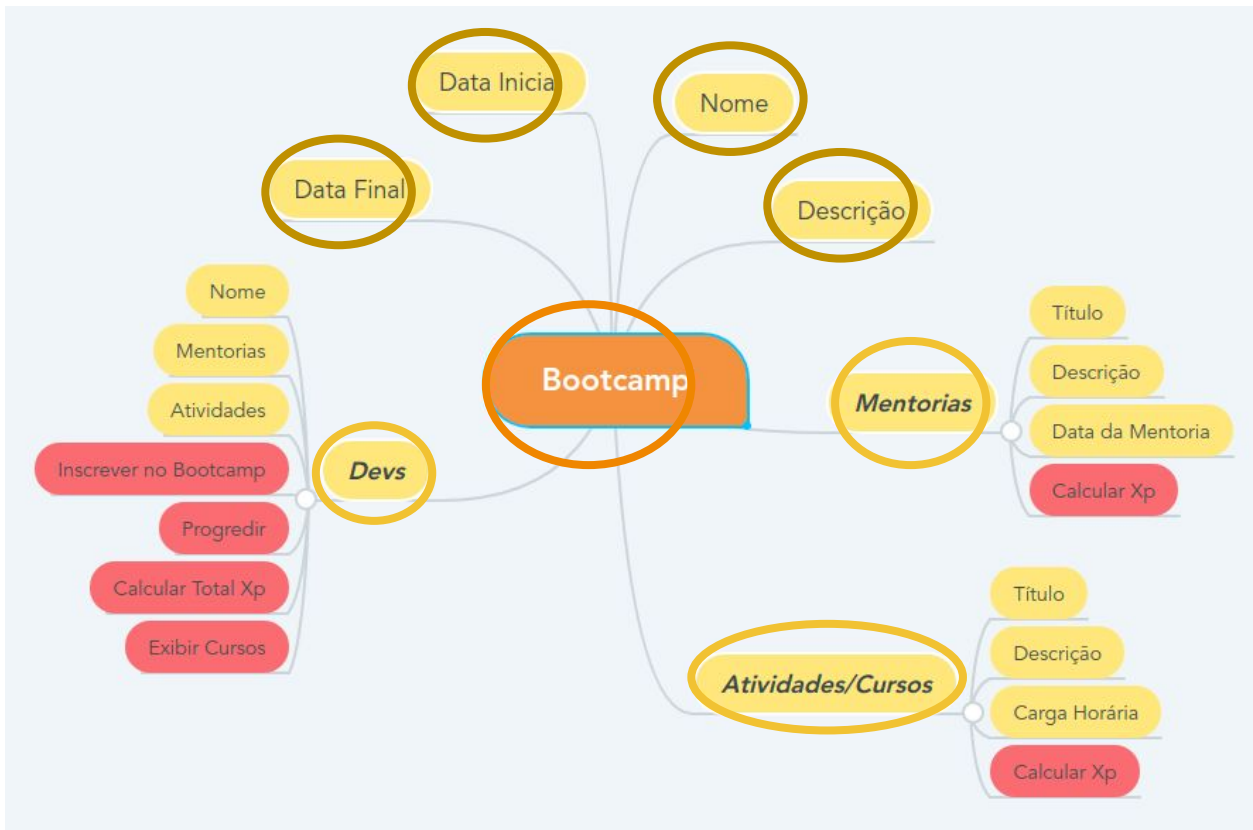 Data Inicial
Nome
Data Final
Descrição
Bootcamp
Nome
Mentorias
Atividades
Inscrever no Bootcamp
Progredir
Calcular Total Xp
Exibir Cursos
Devs
Mentorias
Título
Descrição
Data da Mentoria
Calcular Xp
Atividades/Cursos
Título
Descrição
Carga Horária
Calcular Xp